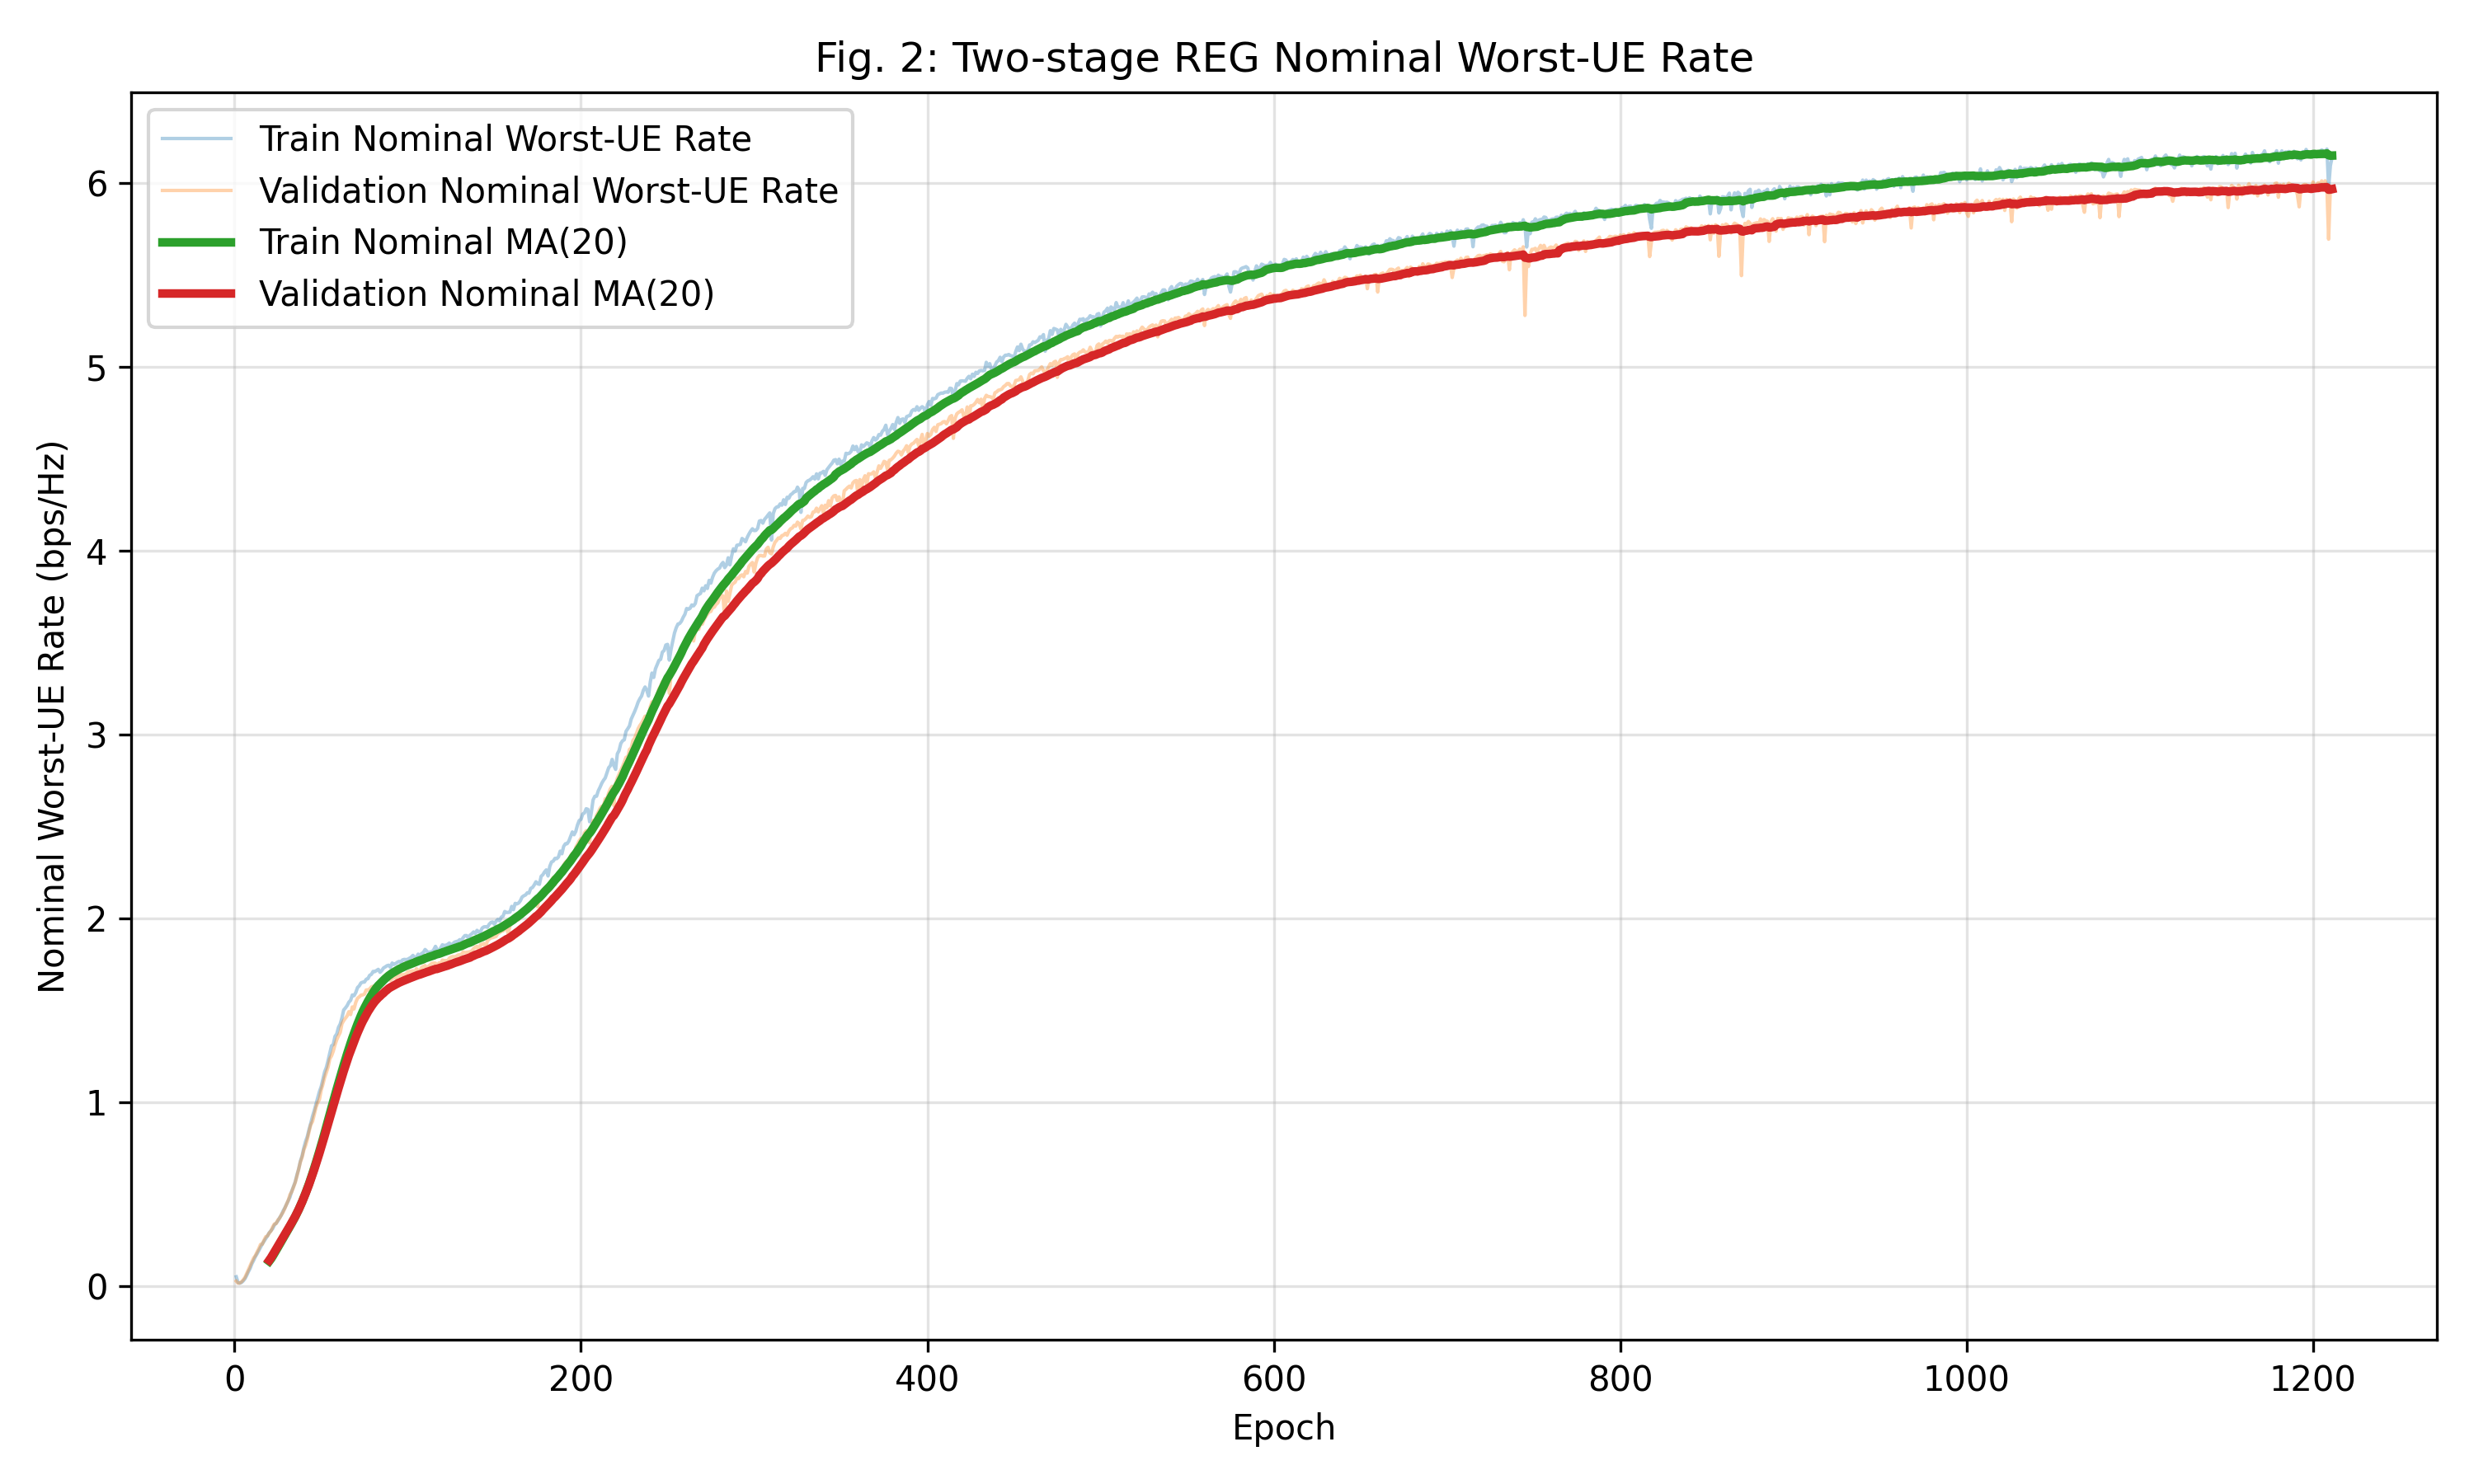 Fig. 2: Two-stage REG Nominal Worst-UE Rate
Train Nominal Worst-UE Rate
Validation Nominal Worst-UE Rate
Train Nominal MA(20)
Validation Nominal MA(20)
Nominal Worst-UE Rate (bps/Hz)
6
5
4
3
2
1
0
0 200 400 600 800 1000 1200
Epoch